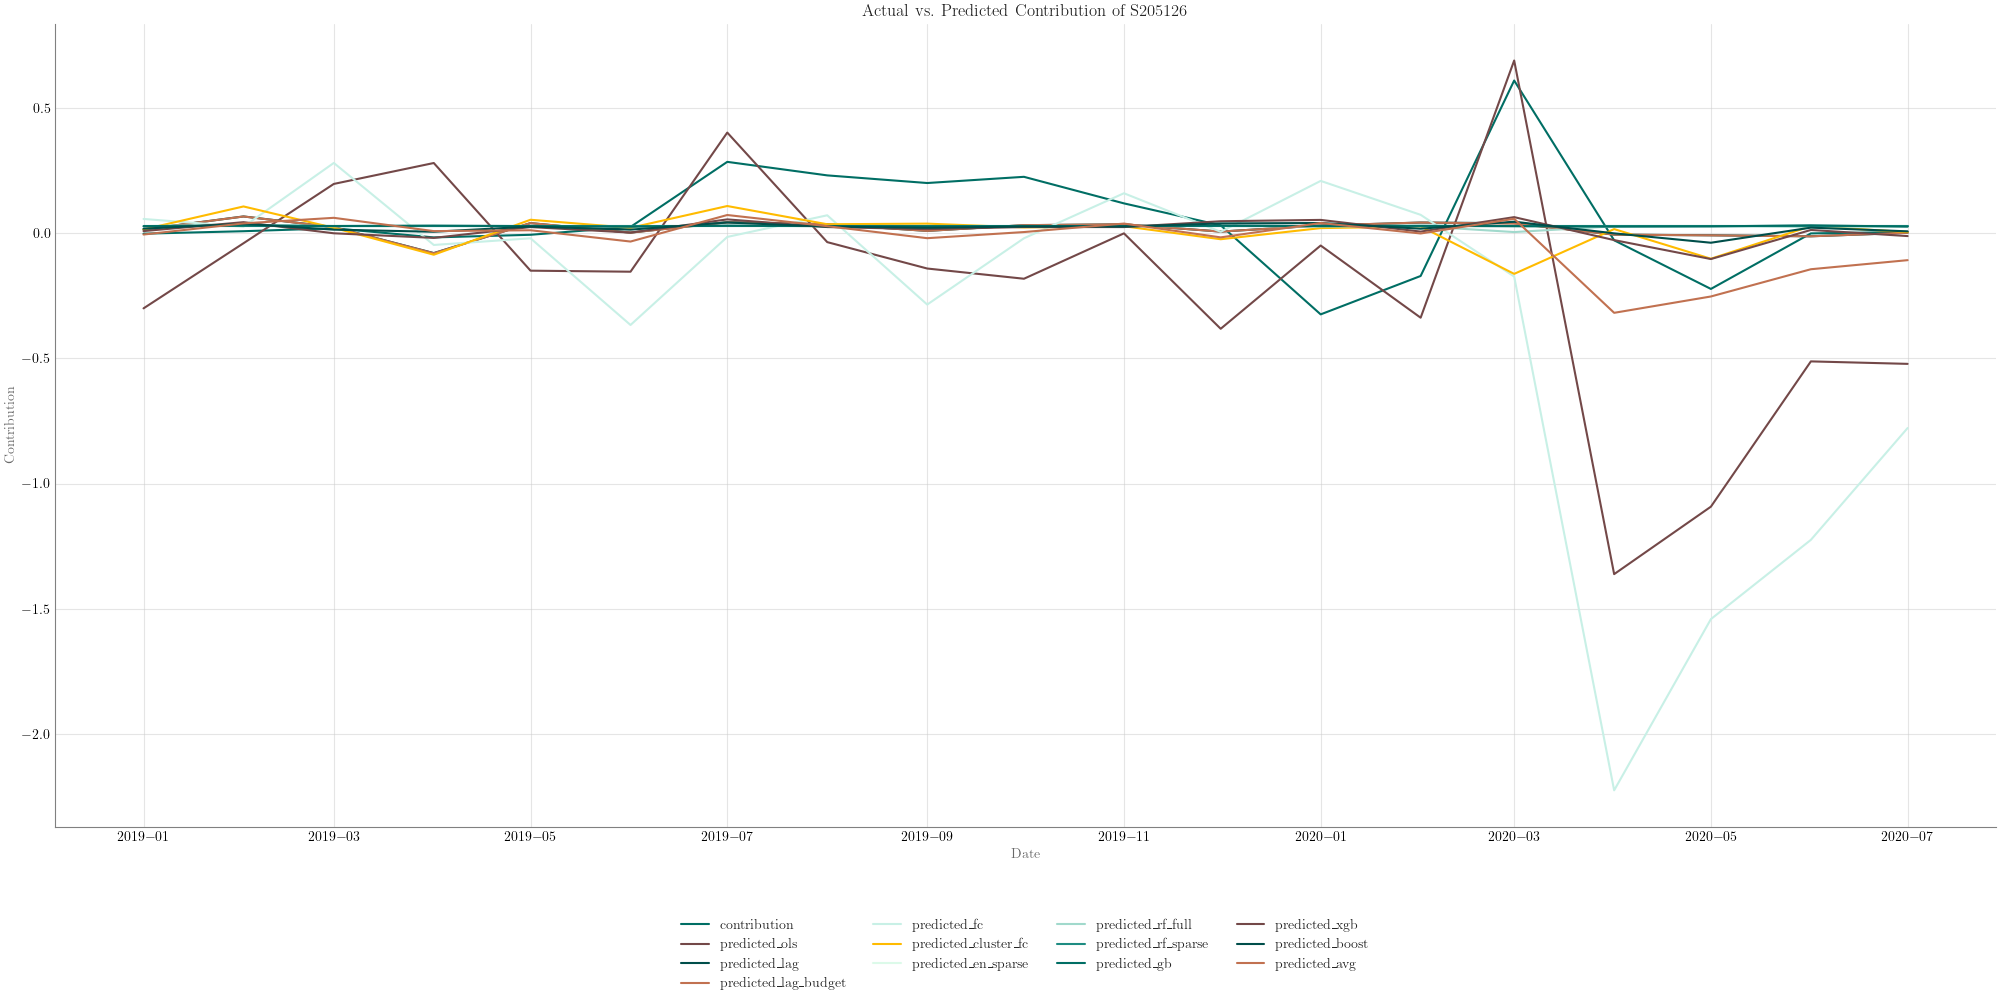 Actual vs. Predicted Contribution of S205126
0.5
0.0
−0.5
−1.0
−1.5
−2.0
Contribution
2019−01 2019−03 2019−05 2019−07 2019−09 2019−11 2020−01 2020−03 2020−05 2020−07
Date
contribution predicted_fc predicted_rf_full predicted_xgb
predicted_ols predicted_cluster_fc predicted_rf_sparse predicted_boost
predicted_lag predicted_en_sparse predicted_gb predicted_avg
predicted_lag_budget